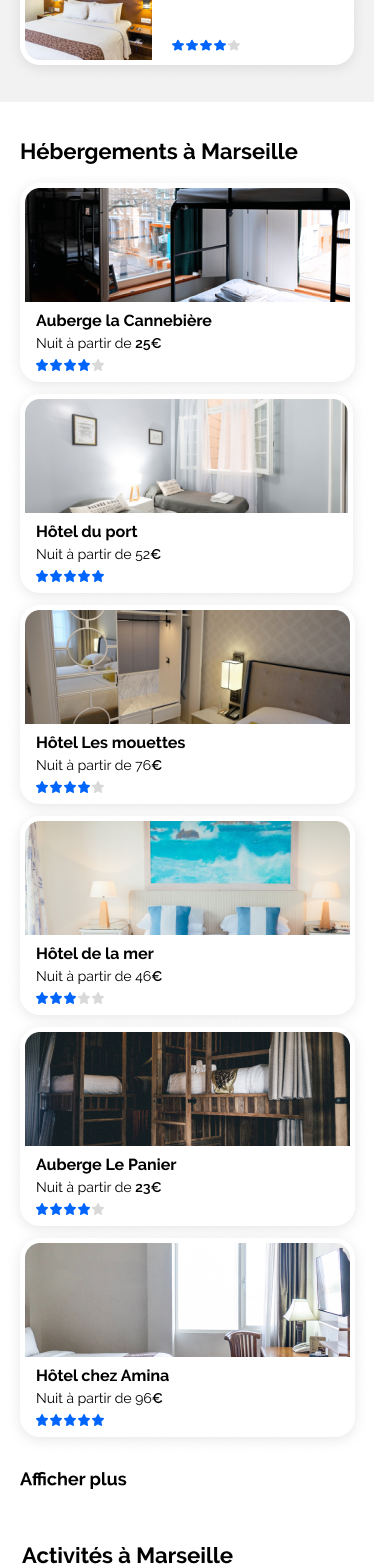 Hébergements à Marseille
Auberge la Cannebière
Nuit à partir de 25€
Hôtel du port
Nuit à partir de 52€
Hôtel Les mouettes
Nuit à partir de 76€
Hôtel de la mer
Nuit à partir de 46€
Auberge Le Panier
Nuit à partir de 23€
Hôtel chez Amina
Nuit à partir de 96€
Afficher plus
Activités à Marseille